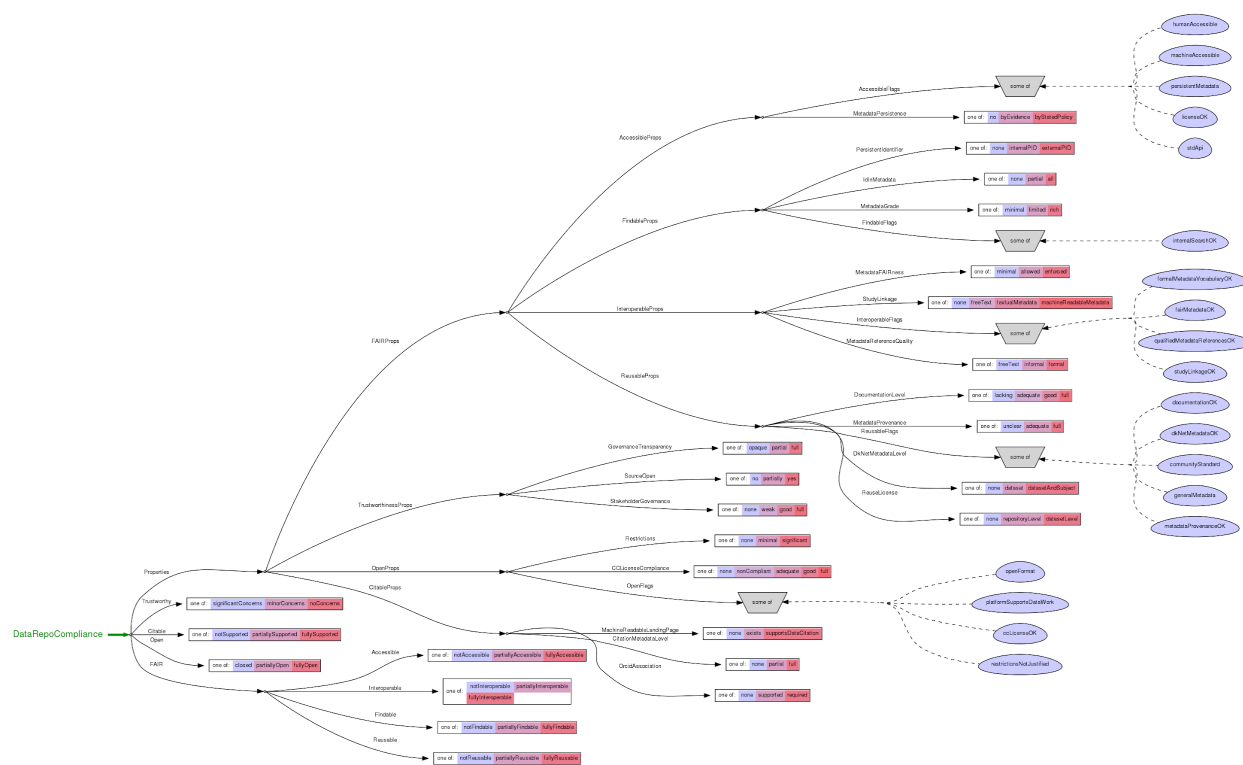 humanAccessible
machineAccessible
AccessibleFlags
some of
persistentMetadata
MetadataPersistence
one of: no byEvidence byStatedPolicy
licenseOK
AccessibleProps
PersistentIdentifier
one of: none internalPID externalPID
stdApi
IdInMetadata
one of: none partial all
MetadataGrade
one of: minimal limited rich
FindableProps
FindableFlags
some of
internalSearchOK
MetadataFAIRness
one of: minimal allowed enforced
formalMetadataVocabularyOK
StudyLinkage
one of: none freeText textualMetadata machineReadableMetadata
InteroperableProps
fairMetadataOK
InteroperableFlags
some of
FAIRProps
MetadataReferenceQuality
qualifiedMetadataReferencesOK
one of: freeText informal formal
ReusableProps
studyLinkageOK
DocumentationLevel
one of: lacking adequate good full
documentationOK
MetadataProvenance
one of: unclear adequate full
ReusableFlags
dkNetMetadataOK
GovernanceTransparency
one of: opaque partial full
DkNetMetadataLevel
some of
communityStandard
SourceOpen
one of: no partially yes
one of: none dataset datasetAndSubject
ReuseLicense
generalMetadata
TrustworthinessProps
StakeholderGovernance
one of: none weak good full
one of: none repositoryLevel datasetLevel
metadataProvenanceOK
Restrictions
one of: none minimal significant
OpenProps
CCLicenseCompliance
one of: none nonCompliant adequate good full
openFormat
Properties
CitableProps
OpenFlags
some of
platformSupportsDataWork
Trustworthy
one of: significantConcerns minorConcerns noConcerns
DataRepoCompliance
Citable
one of: notSupported partiallySupported fullySupported
MachineReadableLandingPage
one of: none exists supportsDataCitation
ccLicenseOK
Open
CitationMetadataLevel
one of: closed partiallyOpen fullyOpen
Accessible
one of: notAccessible partiallyAccessible fullyAccessible
one of: none partial full
restrictionsNotJustified
FAIR
OrcidAssociation
Interoperable
one of: notInteroperable partiallyInteroperable
fullyInteroperable
one of: none supported required
Findable
one of: notFindable partiallyFindable fullyFindable
Reusable
one of: notReusable partiallyReusable fullyReusable